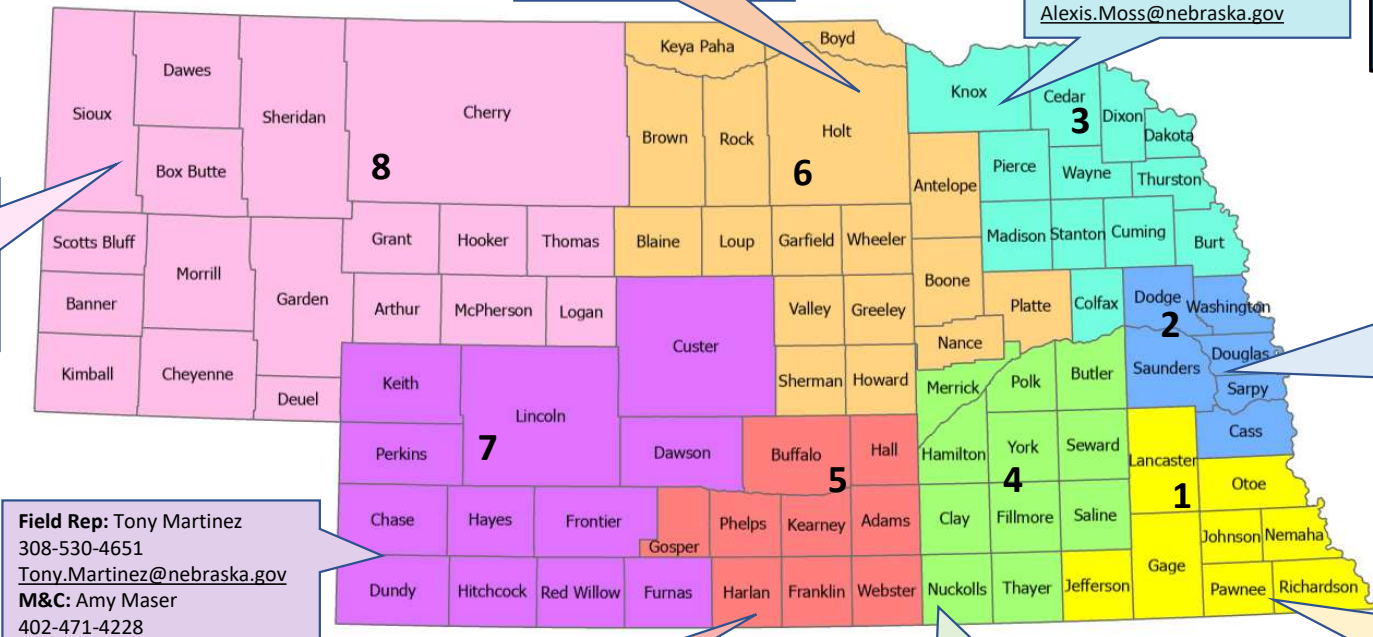 Alexis.Moss@nebraska.gov
Keya Paha
Boyd
Dawes
Sioux
Sheridan
Cherry
Knox
Cedar
3
Dixon
Dakota
Brown
Rock
Holt
Box Butte
8
6
Pierce
Wayne
Thurston
Antelope
Scotts Bluff
Grant
Hooker
Thomas
Blaine
Loup
Garfield
Wheeler
Madison
Stanton
Cuming
Burt
Morrill
Garden
Boone
Banner
Arthur
McPherson
Logan
Valley
Greeley
Platte
Colfax
Dodge
Washington
2
Custer
Nance
Douglas
Kimball
Cheyenne
Keith
Sherman
Howard
Merrick
Polk
Butler
Saunders
Sarpy
Deuel
Lincoln
Cass
Perkins
7
Dawson
Buffalo
5
Hall
Hamilton
York
Seward
Lancaster
4
1
Otoe
Chase
Hayes
Frontier
Gosper
Phelps
Kearney
Adams
Clay
Fillmore
Saline
Johnson
Nemaha
Gage
Dundy
Hitchcock
Red Willow
Furnas
Harlan
Franklin
Webster
Nuckolls
Thayer
Jefferson
Pawnee
Richardson
Field Rep: Tony Martinez
308-530-4651
Tony.Martinez@nebraska.gov
M&C: Amy Maser
402-471-4228